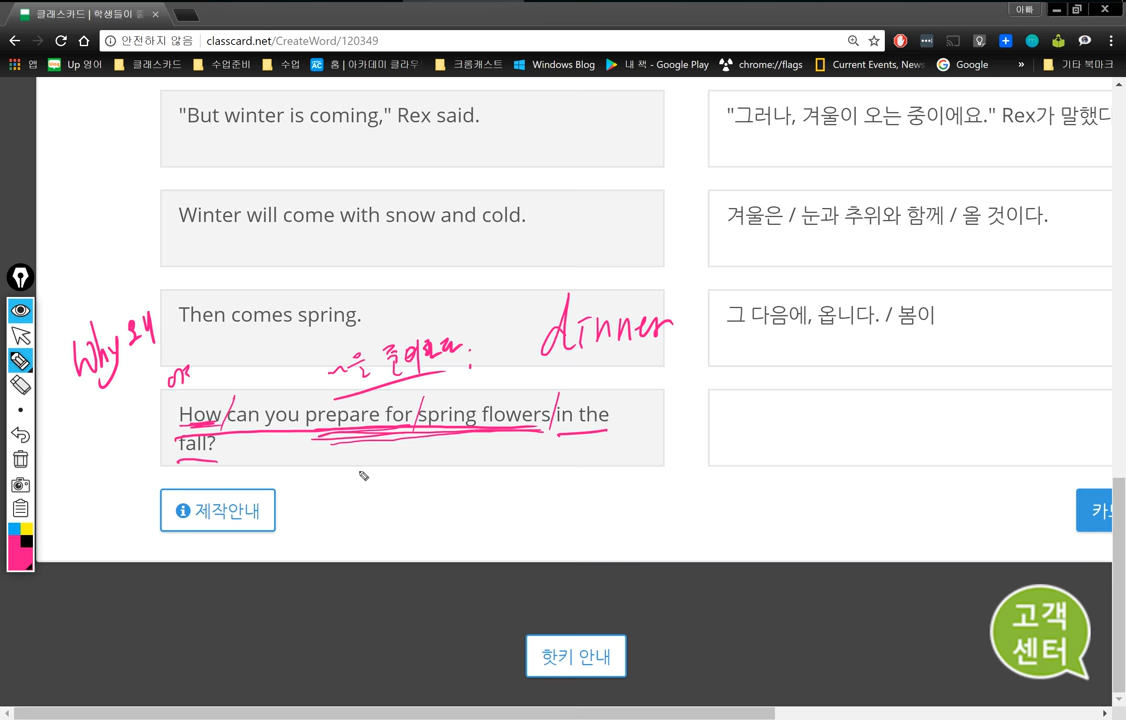 클래스카드 | 학생들이 좋
아빠
안전하지 않음 classcard.net/CreateWord/120349
앱 Up 영어 클래스카드 수업준비 수업 홈 | 아카데미 클라우 크롬캐스트 Windows Blog 내 책 - Google Play chrome://flags Current Events, News Google » 기타 북마크
"But winter is coming," Rex said. "그러나, 겨울이 오는 중이에요." Rex가 말했다
Winter will come with snow and cold. 겨울은 / 눈과 추위와 함께 / 올 것이다.
Then comes spring. 그 다음에, 옵니다. / 봄이
Why dinner
How can you prepare for spring flowers in the
fall?
제작안내 카드
핫키 안내
고객
센터